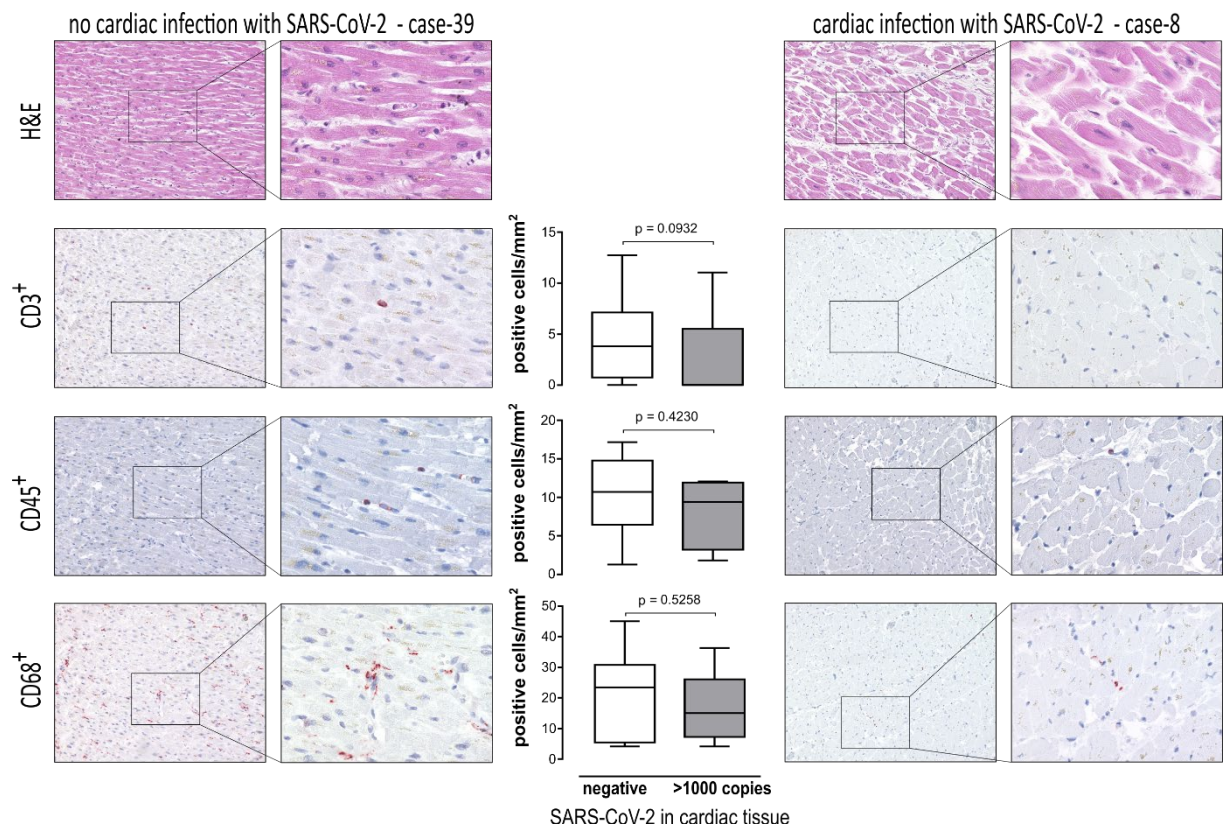 no cardiac infection with SARS-CoV-2 - case-39
cardiac infection with SARS-CoV-2 - case-8
H&E
CD3+
positive cells/mm²
15
10
5
0
p = 0.0932
CD45+
positive cells/mm²
20
15
10
5
0
p = 0.4230
CD68+
positive cells/mm²
50
40
30
20
10
0
p = 0.5258
negative >1000 copies
SARS-CoV-2 in cardiac tissue